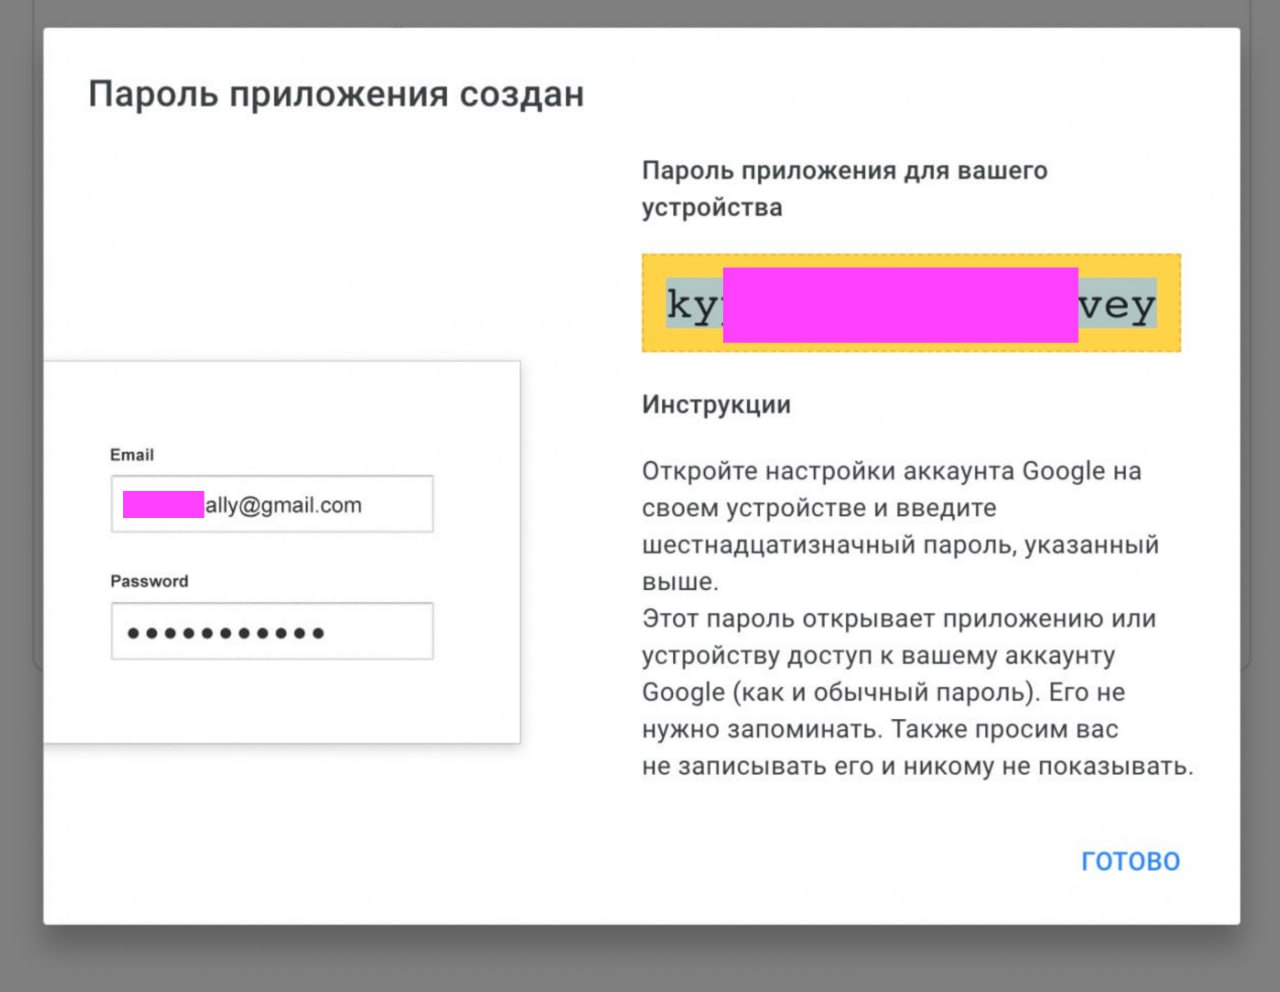 Пароль приложения создан
Пароль приложения для вашего
устройства
ky
vey
Инструкции
Откройте настройки аккаунта Google на
своем устройстве и введите
шестнадцатизначный пароль, указанный
выше.
Этот пароль открывает приложению или
устройству доступ к вашему аккаунту
Google (как и обычный пароль). Его не
нужно запоминать. Также просим вас
не записывать его и никому не показывать.
Email
ally@gmail.com
Password
ГОТОВО